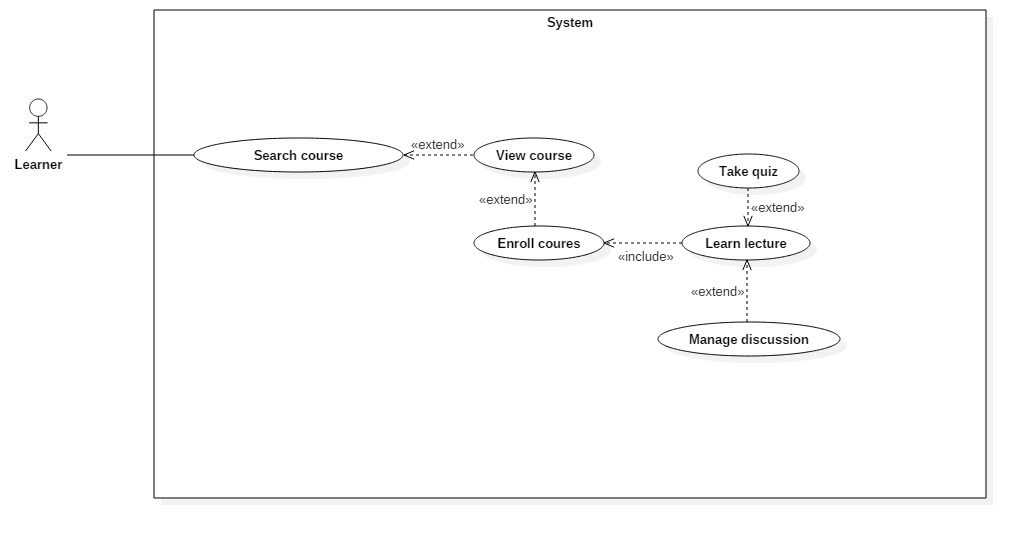 System
Learner
Search course
«extend»
View course
Take quiz
«extend»
«extend»
Enroll coures
Learn lecture
«include»
«extend»
Manage discussion